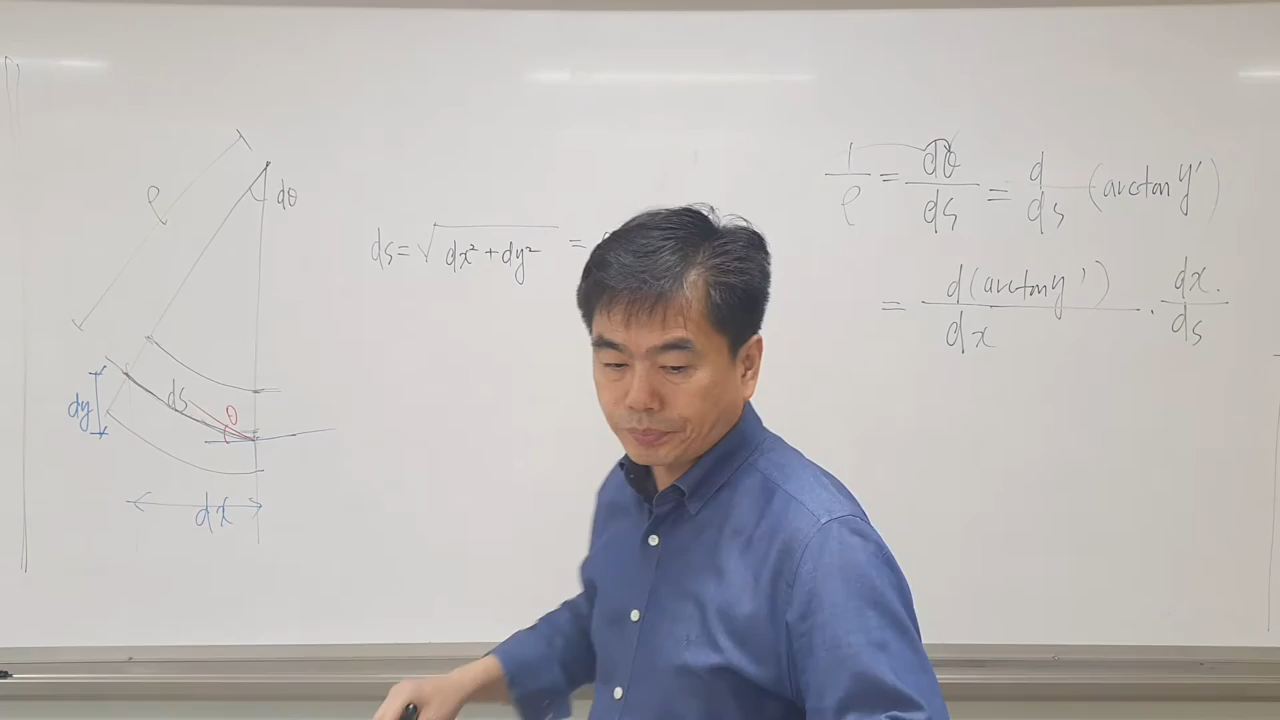 ρ
dθ
ds
θ
dy
dx
ds = √dx² + dy² =
1/ρ = dθ/ds = d/ds (arctan y')
= d(arctan y')/dx · dx/ds